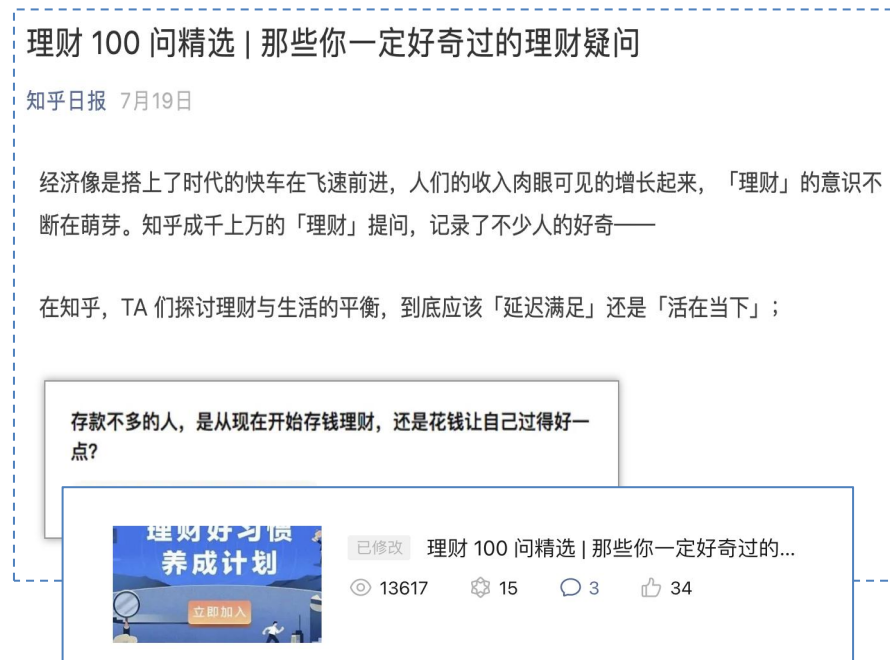 理财 100 问精选 | 那些你一定好奇过的理财疑问
知乎日报 7月19日
经济像是搭上了时代的快车在飞速前进，人们的收入肉眼可见的增长起来，「理财」的意识不
断在萌芽。知乎成千上万的「理财」提问，记录了不少人的好奇——
在知乎，TA 们探讨理财与生活的平衡，到底应该「延迟满足」还是「活在当下」；
存款不多的人，是从现在开始存钱理财，还是花钱让自己过得好一
点？
理财好习惯
养成计划
立即加入
已修改 理财 100 问精选 | 那些你一定好奇过的...
13617 15 3 34